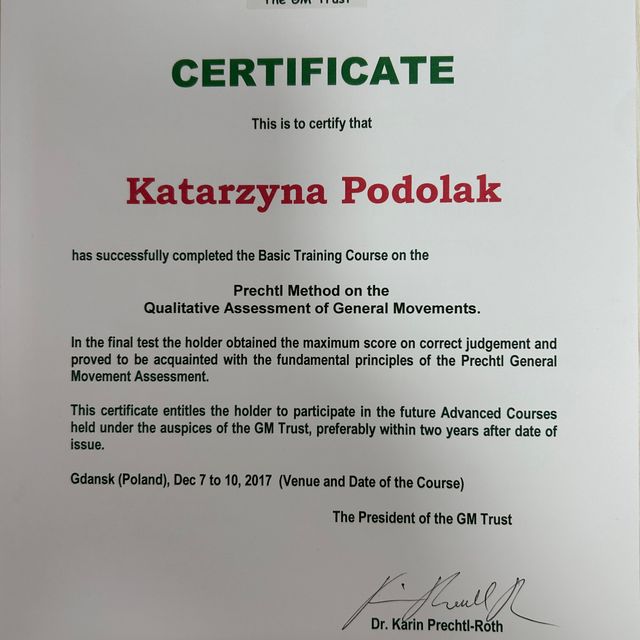 The GM Trust
CERTIFICATE
This is to certify that
Katarzyna Podolak
has successfully completed the Basic Training Course on the
Prechtl Method on the
Qualitative Assessment of General Movements.
In the final test the holder obtained the maximum score on correct judgement and
proved to be acquainted with the fundamental principles of the Prechtl General
Movement Assessment.
This certificate entitles the holder to participate in the future Advanced Courses
held under the auspices of the GM Trust, preferably within two years after date of
issue.
Gdansk (Poland), Dec 7 to 10, 2017 (Venue and Date of the Course)
The President of the GM Trust
Dr. Karin Prechtl-Roth